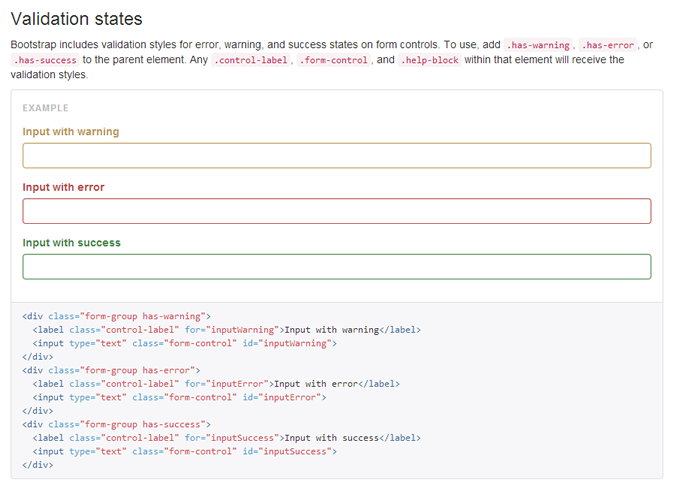 Validation states
Bootstrap includes validation styles for error, warning, and success states on form controls. To use, add .has-warning, .has-error, or
.has-success to the parent element. Any .control-label, .form-control, and .help-block within that element will receive the
validation styles.
EXAMPLE
Input with warning
Input with error
Input with success
<div class="form-group has-warning">
  <label class="control-label" for="inputWarning">Input with warning</label>
  <input type="text" class="form-control" id="inputWarning">
</div>
<div class="form-group has-error">
  <label class="control-label" for="inputError">Input with error</label>
  <input type="text" class="form-control" id="inputError">
</div>
<div class="form-group has-success">
  <label class="control-label" for="inputSuccess">Input with success</label>
  <input type="text" class="form-control" id="inputSuccess">
</div>